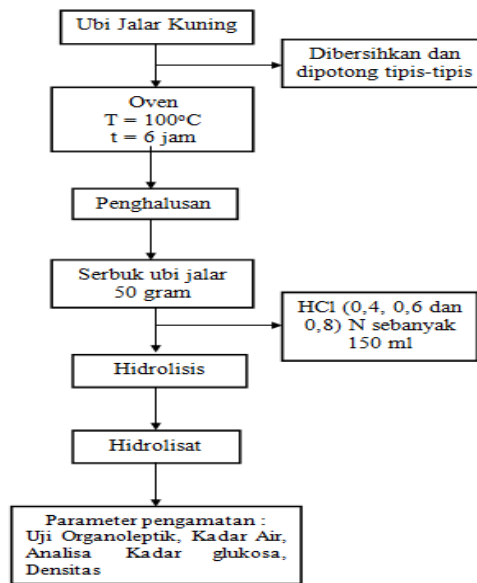 Ubi Jalar Kuning
Dibersihkan dan
dipotong tipis-tipis
Oven
T = 100°C
t = 6 jam
Penghalusan
Serbuk ubi jalar
50 gram
HCl (0,4, 0,6 dan
0,8) N sebanyak
150 ml
Hidrolisis
Hidrolisat
Parameter pengamatan :
Uji Organoleptik, Kadar Air,
Analisa Kadar glukosa,
Densitas